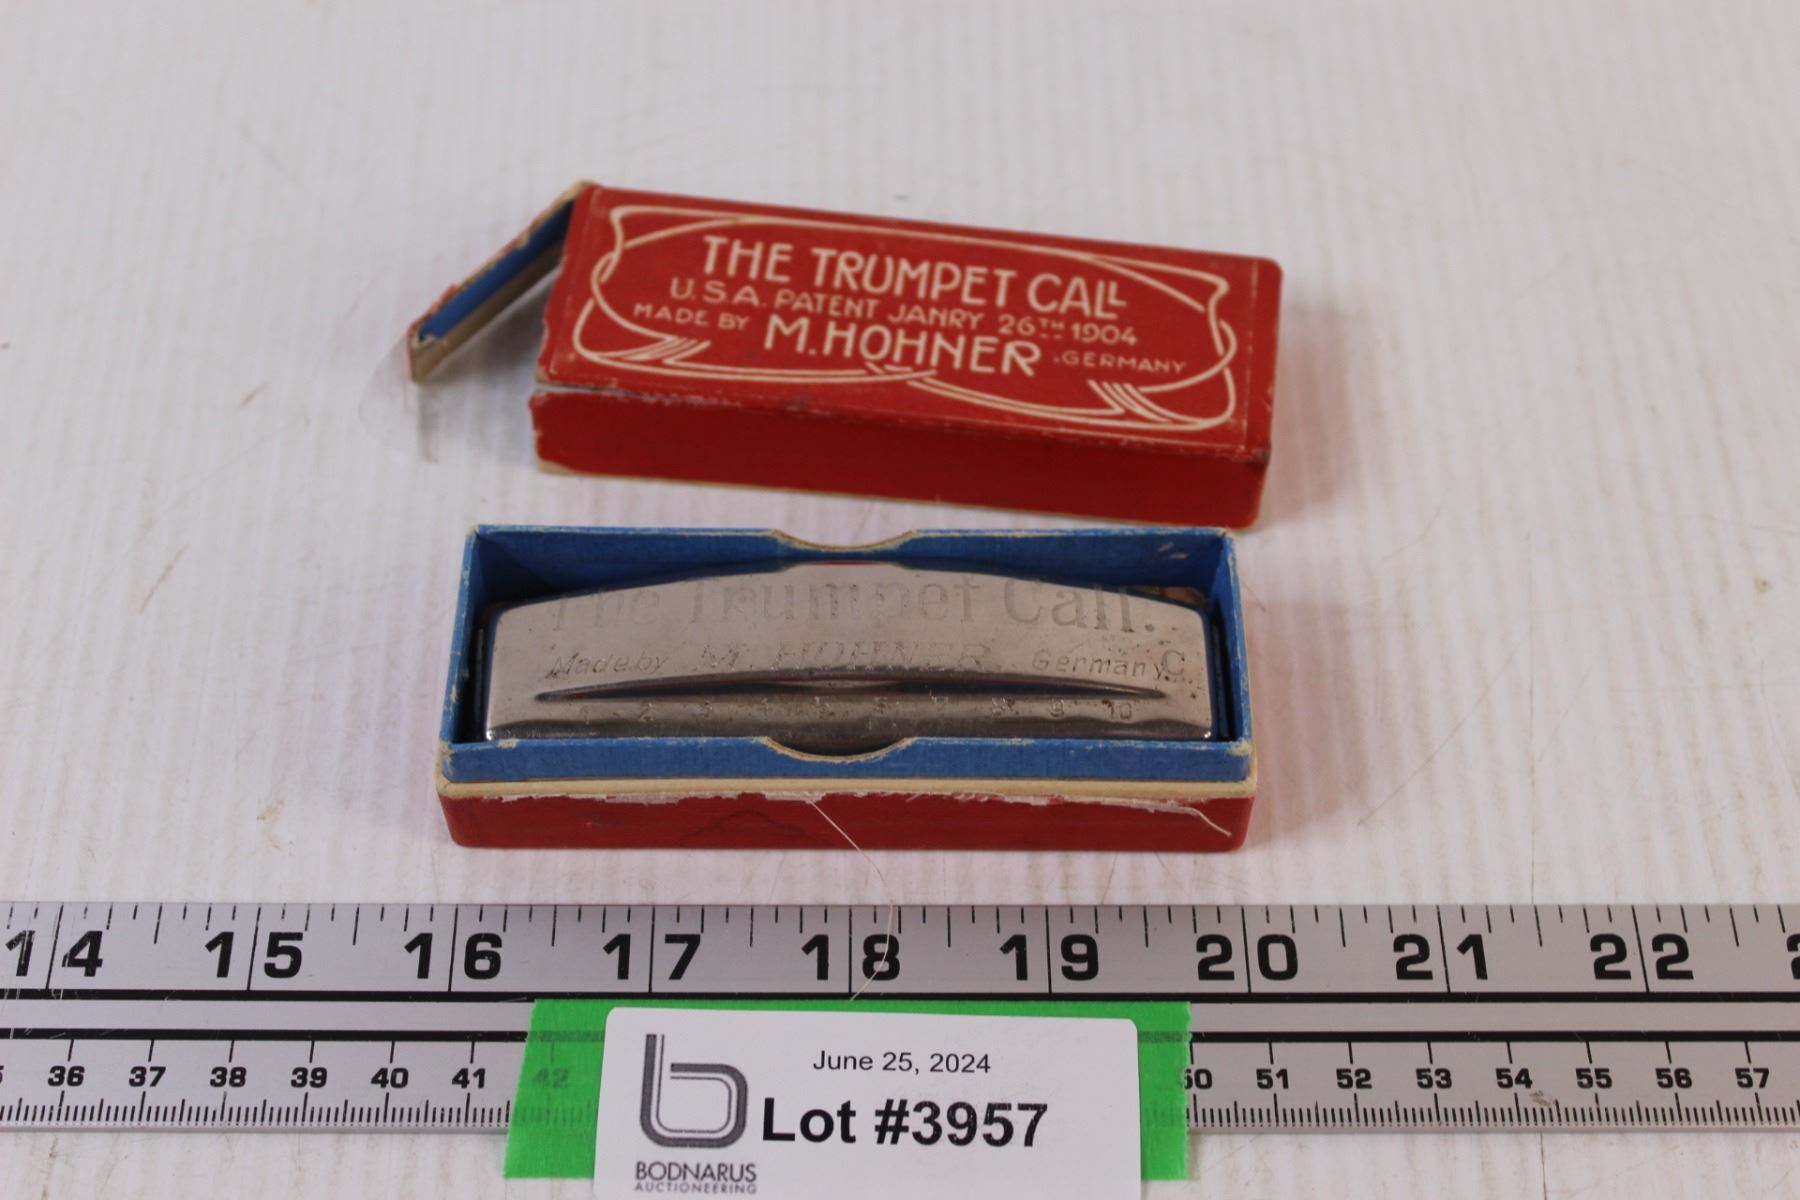 THE TRUMPET CALL
U.S.A. PATENT JANRY 26TH 1904
MADE BY M. HOHNER . GERMANY
The Trumpet Call.
Made by M. HOHNER Germany C
1 2 3 4 5 6 7 8 9 10
14 15 16 17 18 19 20 21 22 2
36 37 38 39 40 41 42 50 51 52 53 54 55 56 57
June 25, 2024
Lot #3957
BODNARUS
AUCTIONEERING